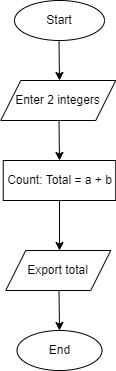 Start
Enter 2 integers
Count: Total = a + b
Export total
End